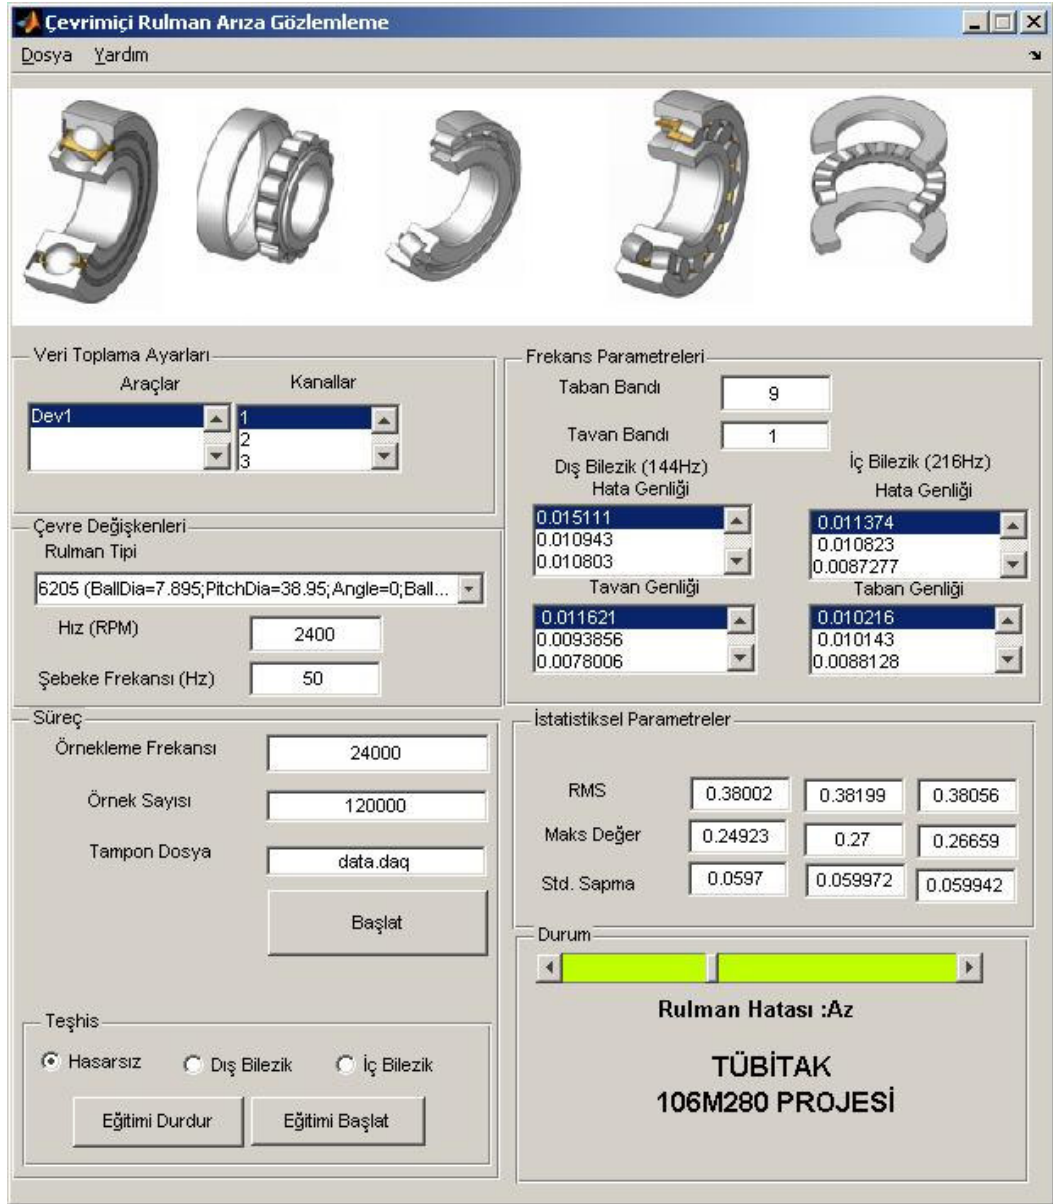 Çevrimiçi Rulman Arıza Gözlemleme
Dosya Yardım
Veri Toplama Ayarları
Araçlar Kanallar
Dev1
1
2
3
Çevre Değişkenleri
Rulman Tipi
6205 (BallDia=7.895;PitchDia=38.95;Angle=0;Ball...
Hız (RPM) 2400
Şebeke Frekansı (Hz) 50
Süreç
Örnekleme Frekansı 24000
Örnek Sayısı 120000
Tampon Dosya data.daq
Başlat
Teşhis
Hasarsız Dış Bilezik İç Bilezik
Eğitimi Durdur Eğitimi Başlat
Frekans Parametreleri
Taban Bandı 9
Tavan Bandı 1
Dış Bilezik (144Hz)
Hata Genliği
0.015111
0.010943
0.010803
Tavan Genliği
0.011621
0.0093856
0.0078006
İç Bilezik (216Hz)
Hata Genliği
0.011374
0.010823
0.0087277
Taban Genliği
0.010216
0.010143
0.0088128
İstatistiksel Parametreler
RMS 0.38002 0.38199 0.38056
Maks Değer 0.24923 0.27 0.26659
Std. Sapma 0.0597 0.059972 0.059942
Durum
Rulman Hatası :Az
TÜBİTAK
106M280 PROJESİ